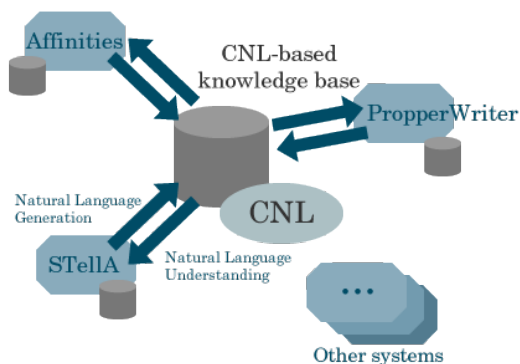 Affinities
CNL-based
knowledge base
PropperWriter
Natural Language
Generation
CNL
STellA
Natural Language
Understanding
...
Other systems